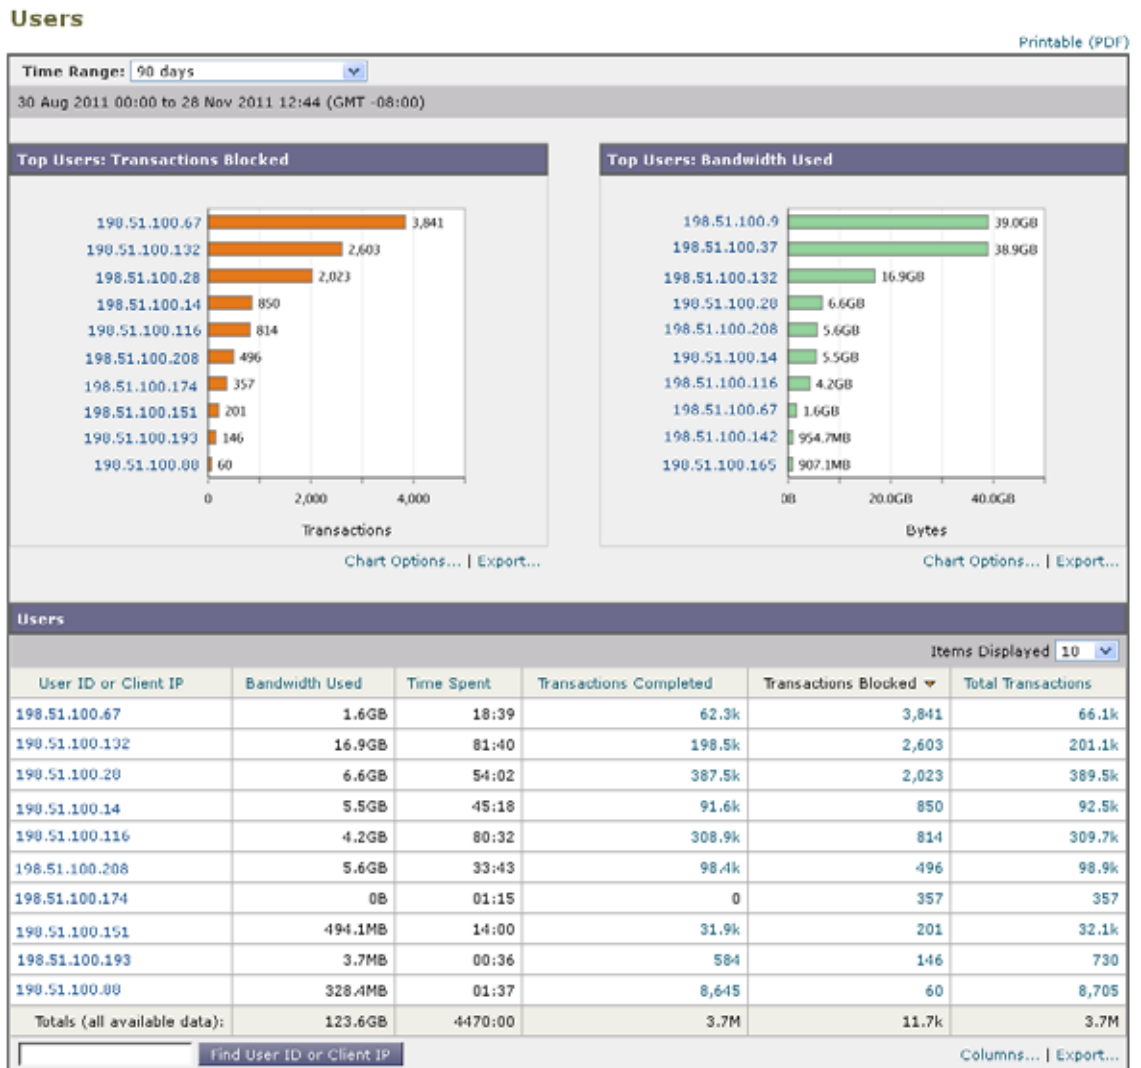 Users
Printable (PDF)
Time Range: 90 days
30 Aug 2011 00:00 to 28 Nov 2011 12:44 (GMT -08:00)
Top Users: Transactions Blocked
198.51.100.67 3,841
198.51.100.132 2,603
198.51.100.28 2,023
198.51.100.14 850
198.51.100.116 814
198.51.100.208 496
198.51.100.174 357
198.51.100.151 201
198.51.100.193 146
198.51.100.88 60
0 2,000 4,000
Transactions
Chart Options... | Export...
Top Users: Bandwidth Used
198.51.100.9 39.0GB
198.51.100.37 38.9GB
198.51.100.132 16.9GB
198.51.100.28 6.6GB
198.51.100.208 5.6GB
198.51.100.14 5.5GB
198.51.100.116 4.2GB
198.51.100.67 1.6GB
198.51.100.142 954.7MB
198.51.100.165 907.1MB
0B 20.0GB 40.0GB
Bytes
Chart Options... | Export...
Users
Items Displayed 10
User ID or Client IP Bandwidth Used Time Spent Transactions Completed Transactions Blocked Total Transactions
198.51.100.67 1.6GB 18:39 62.3k 3,841 66.1k
198.51.100.132 16.9GB 81:40 198.5k 2,603 201.1k
198.51.100.28 6.6GB 54:02 387.5k 2,023 389.5k
198.51.100.14 5.5GB 45:18 91.6k 850 92.5k
198.51.100.116 4.2GB 80:32 308.9k 814 309.7k
198.51.100.208 5.6GB 33:43 98.4k 496 98.9k
198.51.100.174 0B 01:15 0 357 357
198.51.100.151 494.1MB 14:00 31.9k 201 32.1k
198.51.100.193 3.7MB 00:36 584 146 730
198.51.100.88 328.4MB 01:37 8,645 60 8,705
Totals (all available data): 123.6GB 4470:00 3.7M 11.7k 3.7M
Find User ID or Client IP
Columns... | Export...